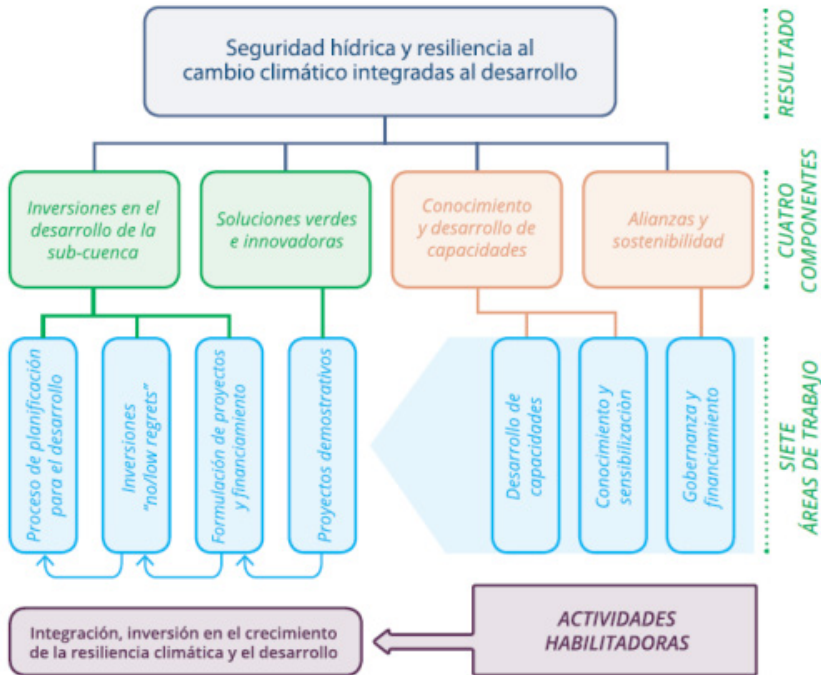 Seguridad hídrica y resiliencia al
cambio climático integradas al desarrollo
RESULTADO
Inversiones en el
desarrollo de la
sub-cuenca
Soluciones verdes
e innovadoras
Conocimiento
y desarrollo de
capacidades
Alianzas y
sostenibilidad
CUATRO
COMPONENTES
Proceso de planificación
para el desarrollo
Inversiones
"no/low regrets"
Formulación de proyectos
y financiamiento
Proyectos demostrativos
Desarrollo de
capacidades
Conocimiento y
sensibilización
Gobernanza y
financiamiento
SIETE
ÁREAS DE TRABAJO
Integración, inversión en el crecimiento
de la resiliencia climática y el desarrollo
ACTIVIDADES
HABILITADORAS